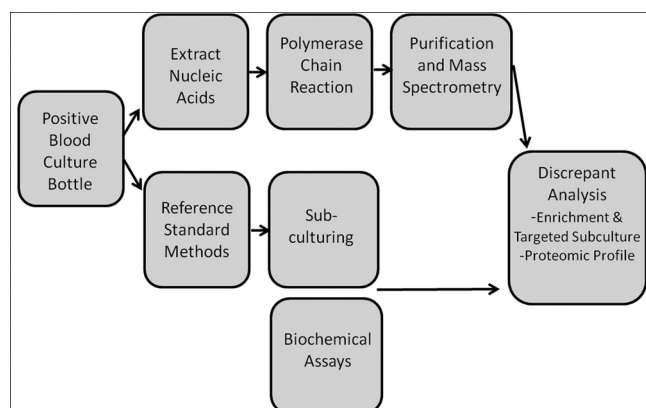 Positive
Blood
Culture
Bottle
Extract
Nucleic
Acids
Polymerase
Chain
Reaction
Purification
and Mass
Spectrometry
Reference
Standard
Methods
Sub-
culturing
Biochemical
Assays
Discrepant
Analysis
-Enrichment &
Targeted Subculture
-Proteomic Profile